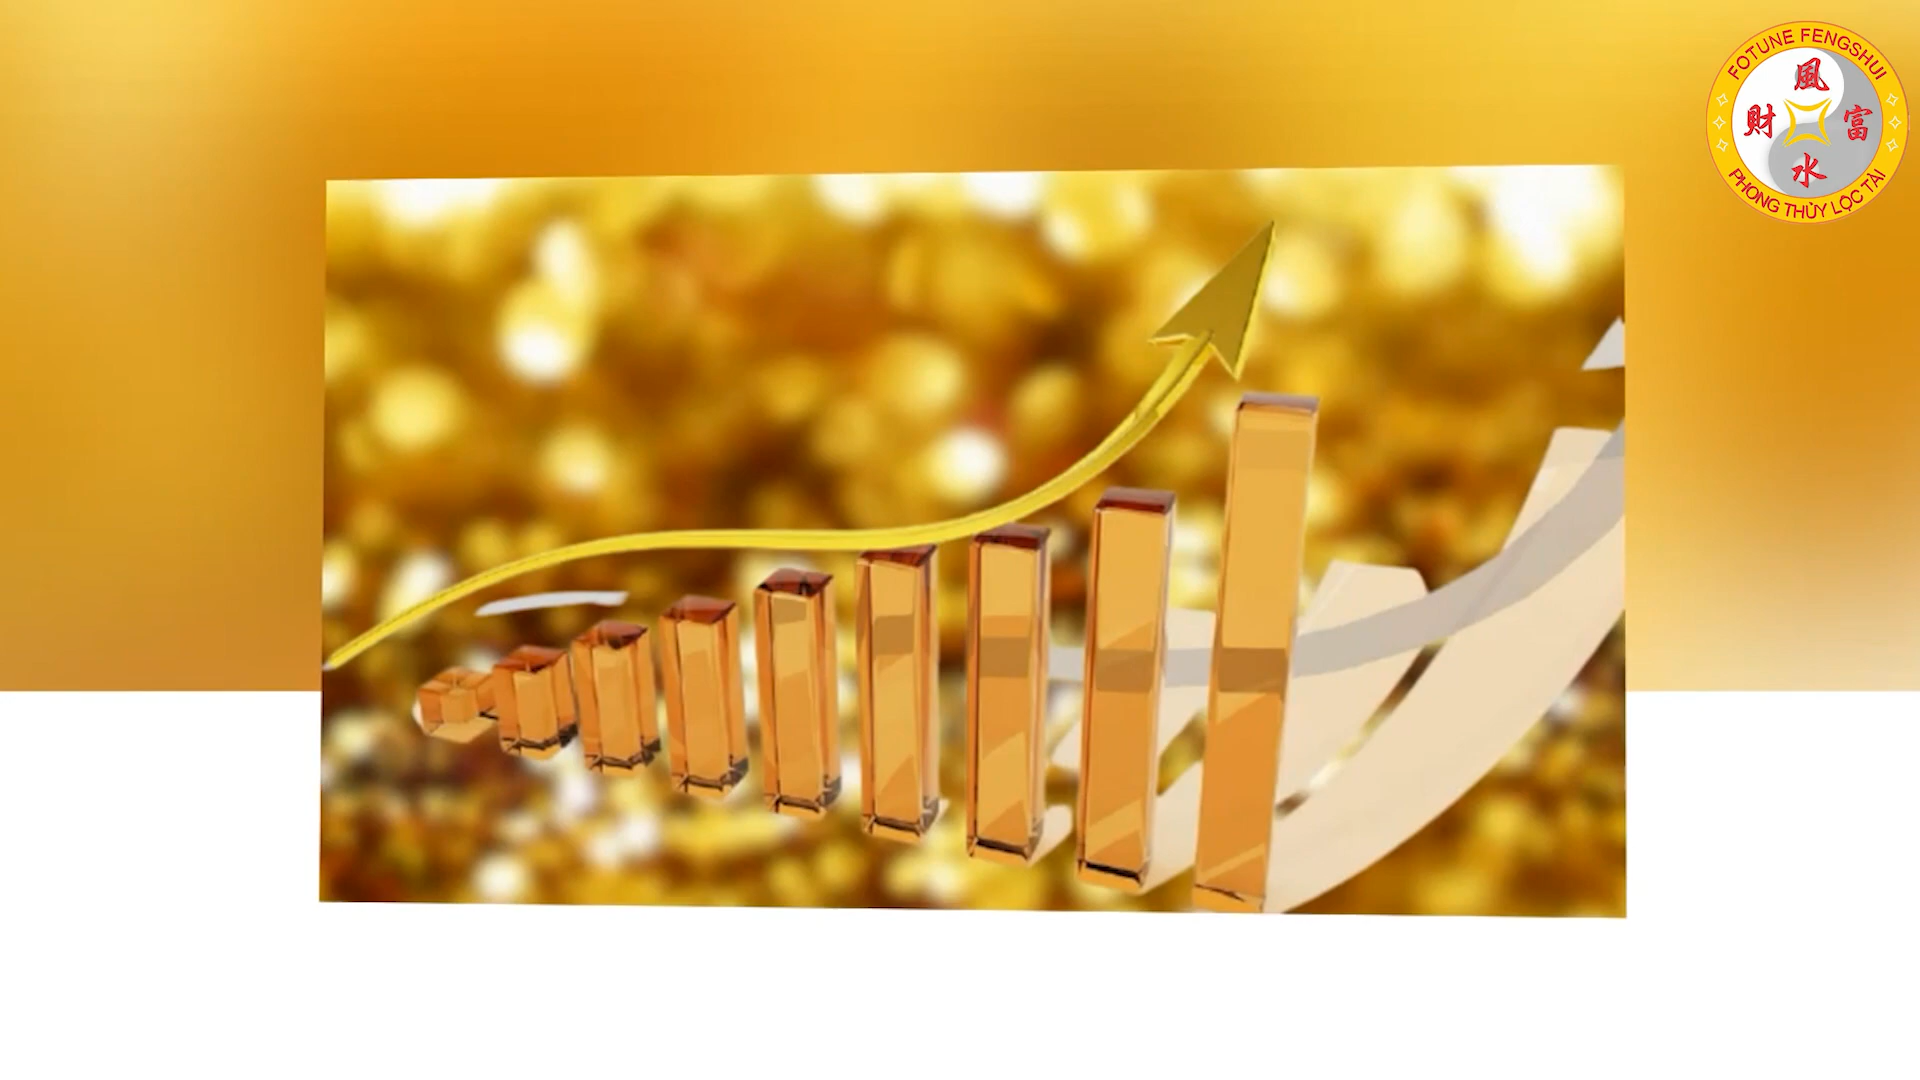 FOTUNE FENGSHUI
風
財 富
水
PHONG THỦY LỘC TÀI